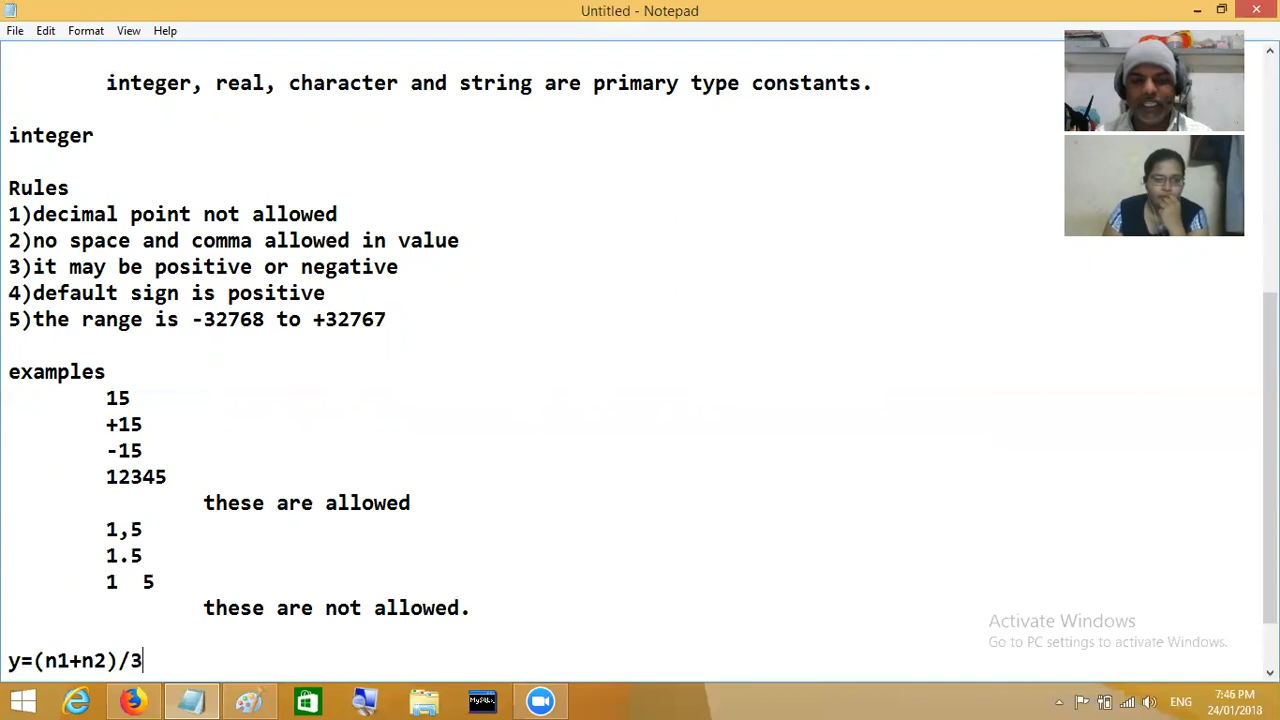 Untitled - Notepad
File Edit Format View Help
integer, real, character and string are primary type constants.
integer
Rules
1)decimal point not allowed
2)no space and comma allowed in value
3)it may be positive or negative
4)default sign is positive
5)the range is -32768 to +32767
examples
15
+15
-15
12345
these are allowed
1,5
1.5
1 5
these are not allowed.
Activate Windows
Go to PC settings to activate Windows.
y=(n1+n2)/3
MySQL
ENG
7:46 PM
24/01/2018